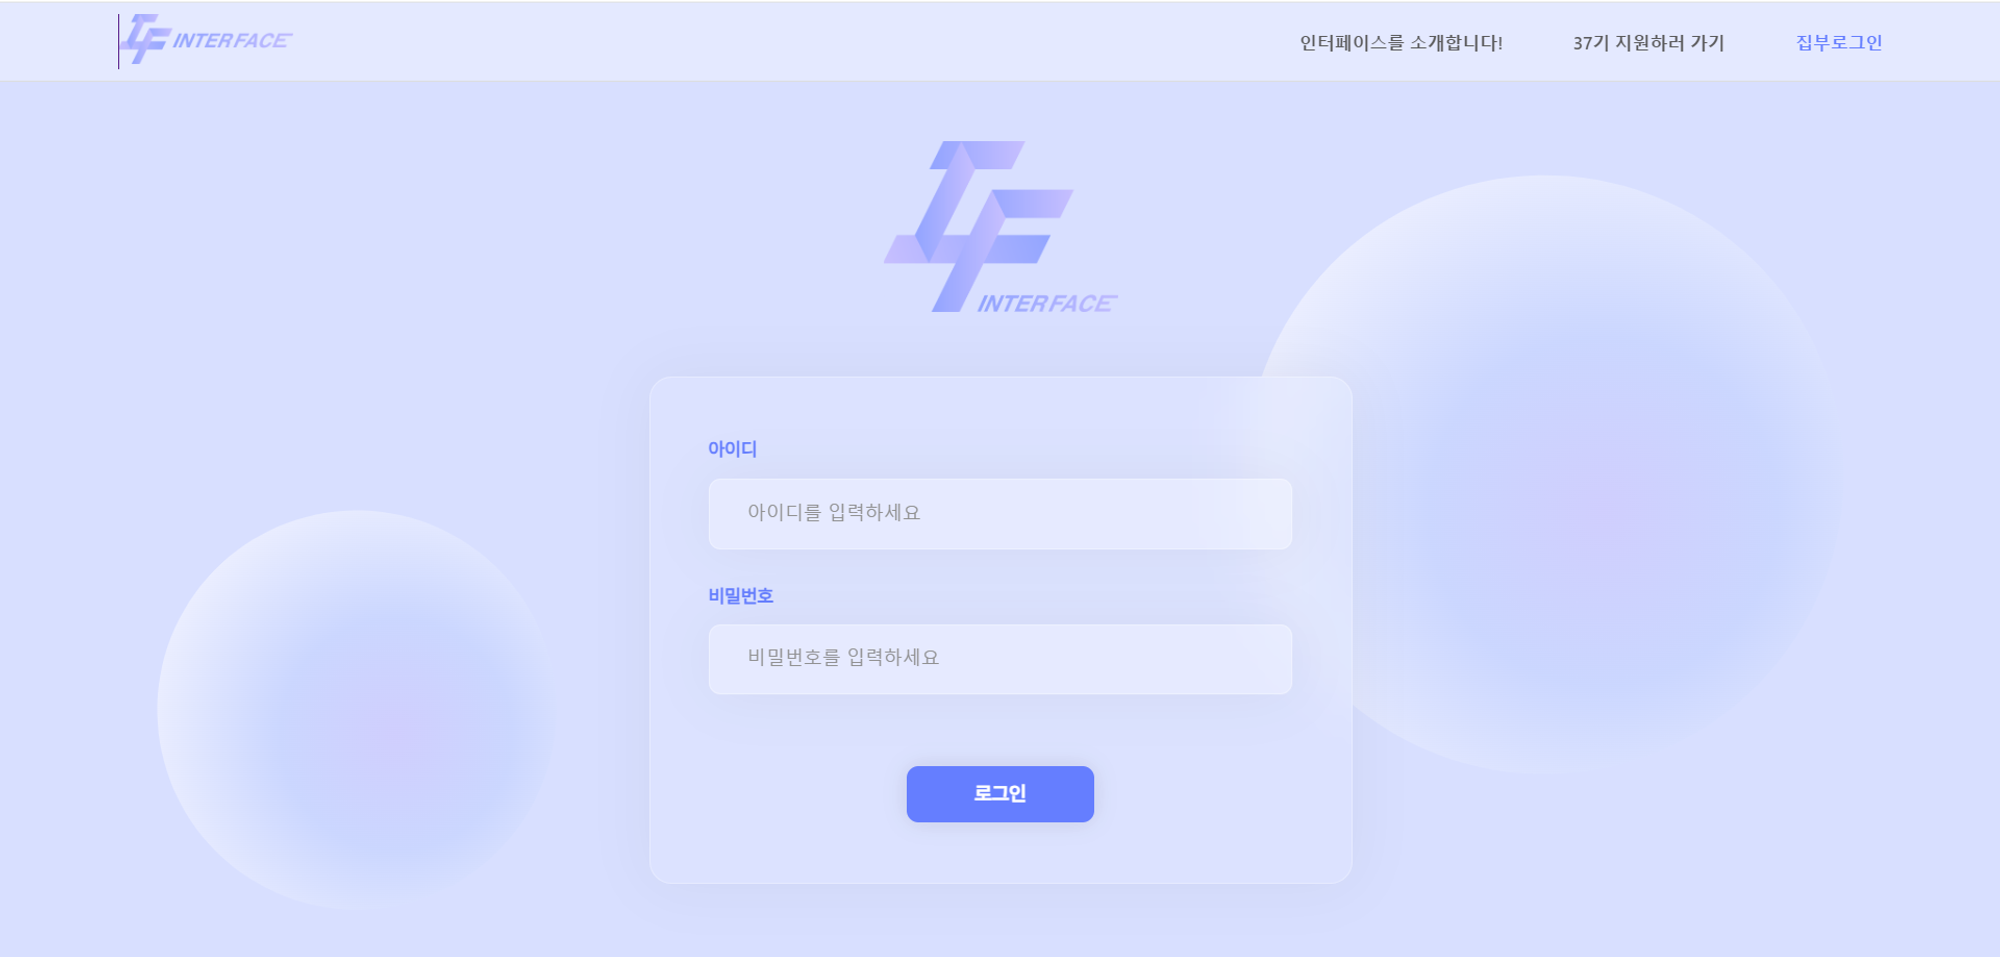 INTERFACE
인터페이스를 소개합니다!
37기 지원하러 가기
집부로그인
INTERFACE
아이디
아이디를 입력하세요
비밀번호
비밀번호를 입력하세요
로그인